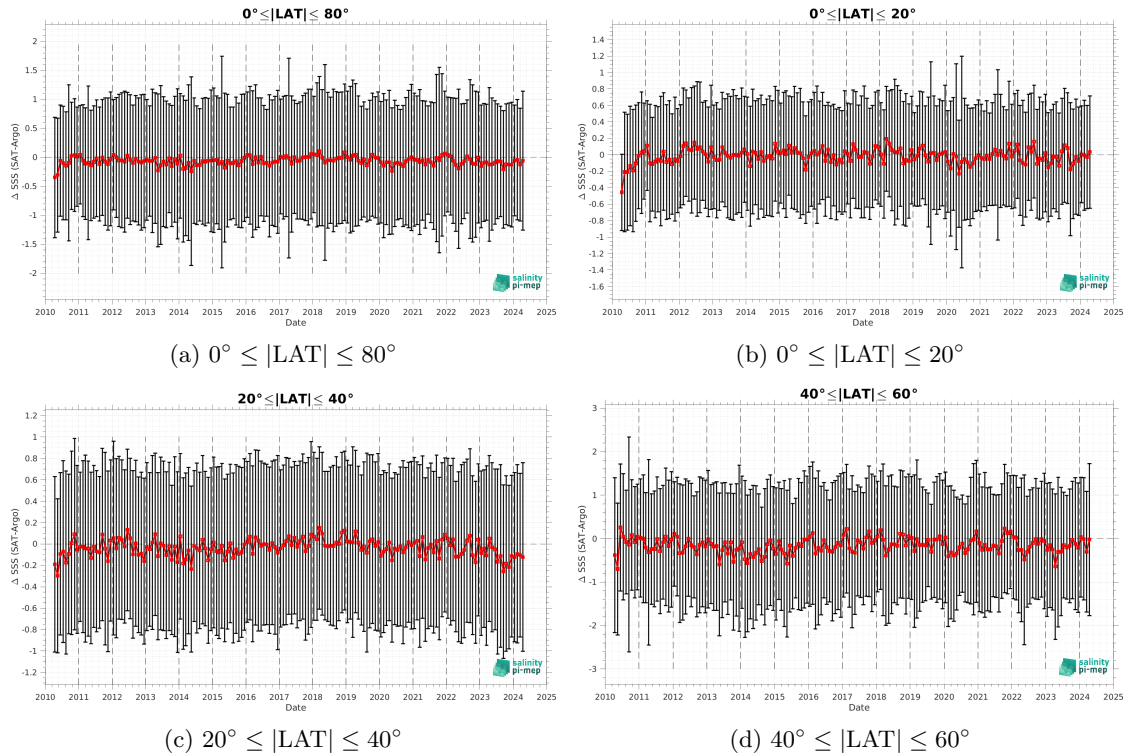 0°≤|LAT|≤ 80°
2
1.5
1
0.5
0
-0.5
-1
-1.5
-2
Δ SSS (SAT-Argo)
2010 2011 2012 2013 2014 2015 2016 2017 2018 2019 2020 2021 2022 2023 2024 2025
Date
salinity
pi-mep
(a) 0° ≤ |LAT| ≤ 80°
0°≤|LAT|≤ 20°
1.4
1.2
1
0.8
0.6
0.4
0.2
0
-0.2
-0.4
-0.6
-0.8
-1
-1.2
-1.4
-1.6
Δ SSS (SAT-Argo)
2010 2011 2012 2013 2014 2015 2016 2017 2018 2019 2020 2021 2022 2023 2024 2025
Date
salinity
pi-mep
(b) 0° ≤ |LAT| ≤ 20°
20°≤|LAT|≤ 40°
1.2
1
0.8
0.6
0.4
0.2
0
-0.2
-0.4
-0.6
-0.8
-1
-1.2
Δ SSS (SAT-Argo)
2010 2011 2012 2013 2014 2015 2016 2017 2018 2019 2020 2021 2022 2023 2024 2025
Date
salinity
pi-mep
(c) 20° ≤ |LAT| ≤ 40°
40°≤|LAT|≤ 60°
3
2
1
0
-1
-2
-3
Δ SSS (SAT-Argo)
2010 2011 2012 2013 2014 2015 2016 2017 2018 2019 2020 2021 2022 2023 2024 2025
Date
salinity
pi-mep
(d) 40° ≤ |LAT| ≤ 60°